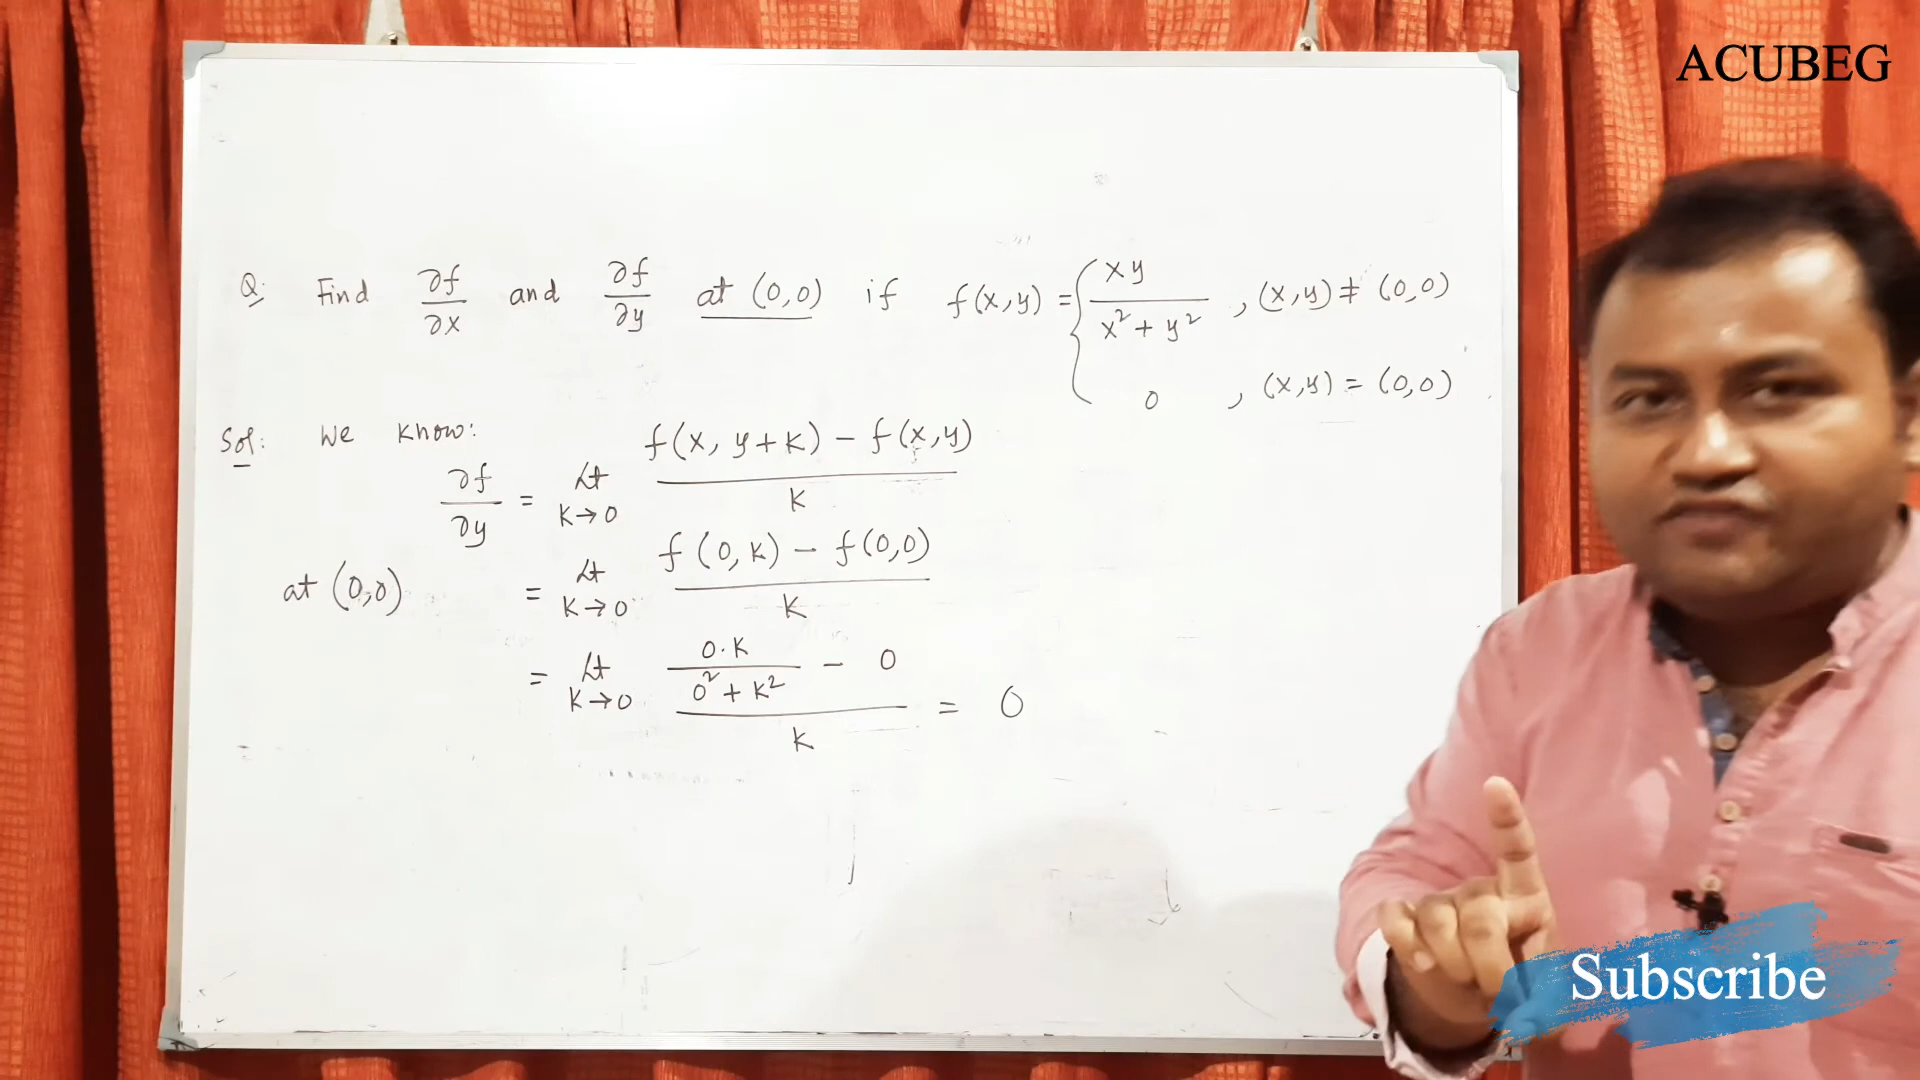 ACUBEG
Q. Find ∂f/∂x and ∂f/∂y at (0,0) if f(x,y) = { xy/(x²+y²) , (x,y) ≠ (0,0)
0 , (x,y) = (0,0)
Sol: We know:
∂f/∂y = Lt K→0 (f(x, y+K) − f(x,y))/K
at (0,0) = Lt K→0 (f(0,K) − f(0,0))/K
= Lt K→0 (0·K/(0²+K²) − 0)/K = 0
Subscribe